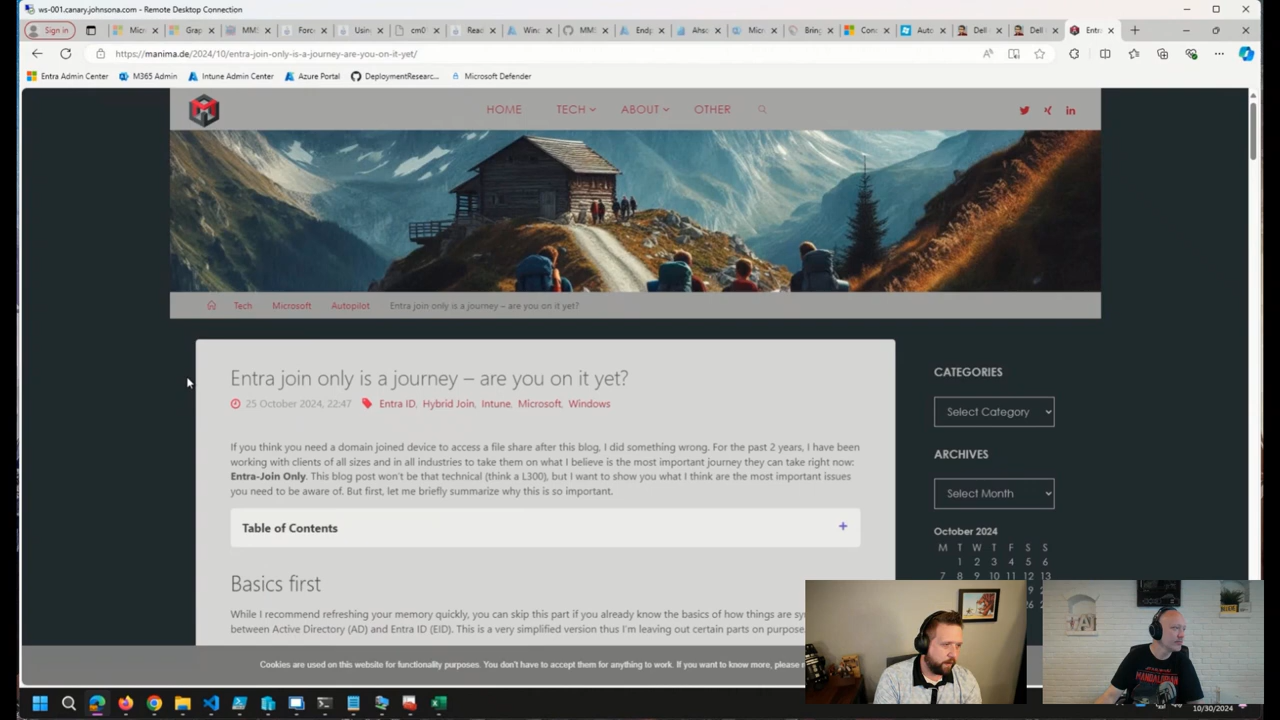 ws-001.canary.johnsona.com - Remote Desktop Connection
Sign in
https://manima.de/2024/10/entra-join-only-is-a-journey-are-you-on-it-yet/
Entra Admin Center M365 Admin Intune Admin Center Azure Portal DeploymentResearc... Microsoft Defender
HOME TECH ABOUT OTHER
Tech Microsoft Autopilot Entra join only is a journey – are you on it yet?
Entra join only is a journey – are you on it yet?
25 October 2024, 22:47 Entra ID, Hybrid Join, Intune, Microsoft, Windows
If you think you need a domain joined device to access a file share after this blog, I did something wrong. For the past 2 years, I have been
working with clients of all sizes and in all industries to take them on what I believe is the most important journey they can take right now:
Entra-Join Only. This blog post won't be that technical (think a L300), but I want to show you what I think are the most important issues
you need to be aware of. But first, let me briefly summarize why this is so important.
Table of Contents +
Basics first
While I recommend refreshing your memory quickly, you can skip this part if you already know the basics of how things are
between Active Directory (AD) and Entra ID (EID). This is a very simplified version thus I'm leaving out certain parts on purpose.
CATEGORIES
Select Category
ARCHIVES
Select Month
October 2024
M T W T F S S
1 2 3 4 5 6
7 8 9 10 11 12 13
Cookies are used on this website for functionality purposes. You don't have to accept them for anything to work. If you want to know more, please
MANDALORIAN
10/30/2024